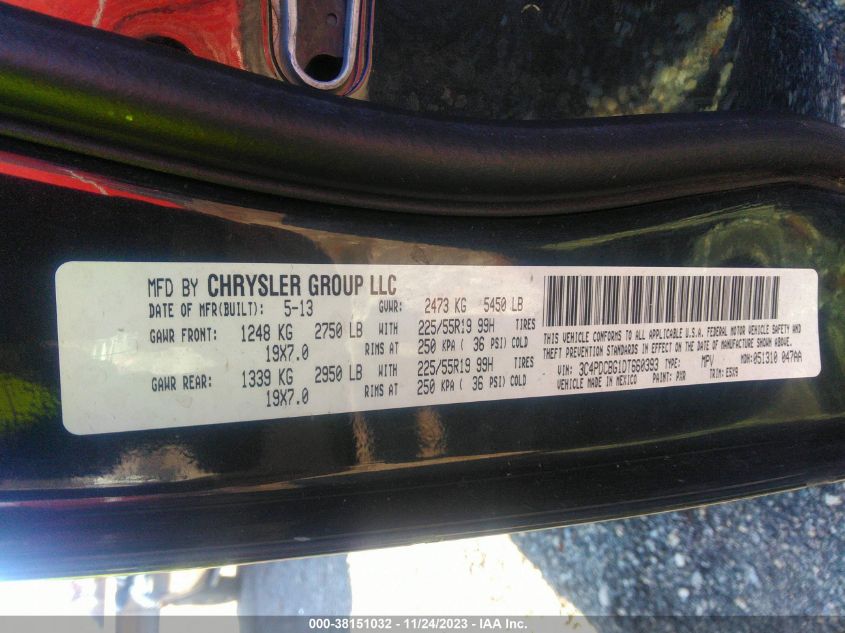 MFD BY CHRYSLER GROUP LLC
DATE OF MFR(BUILT): 5-13 GVWR: 2473 KG 5450 LB
GAWR FRONT: 1248 KG 2750 LB WITH 225/55R19 99H TIRES
19X7.0 RIMS AT 250 KPA ( 36 PSI) COLD
GAWR REAR: 1339 KG 2950 LB WITH 225/55R19 99H TIRES
19X7.0 RIMS AT 250 KPA ( 36 PSI) COLD
THIS VEHICLE CONFORMS TO ALL APPLICABLE U.S.A. FEDERAL MOTOR VEHICLE SAFETY AND
THEFT PREVENTION STANDARDS IN EFFECT ON THE DATE OF MANUFACTURE SHOWN ABOVE.
VIN: 3C4PDCBG1DT680393 TYPE: MPV MDH: 051310 047AA
VEHICLE MADE IN MEXICO PAINT: PXR TRIM: E5X9
000-38151032 - 11/24/2023 - IAA Inc.